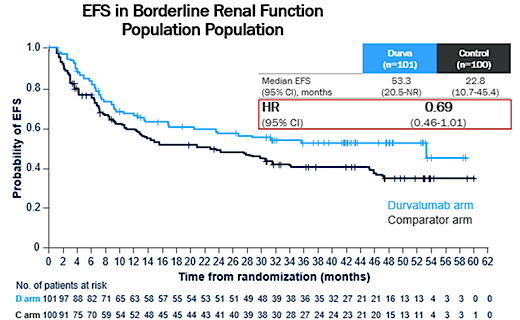 EFS in Borderline Renal Function
Population Population
Durva
(n=101)
Control
(n=100)
Median EFS
(95% CI), months
53.3
(20.5-NR)
22.8
(10.7-45.4)
HR
(95% CI)
0.69
(0.46-1.01)
Probability of EFS
1.0
0.8
0.6
0.4
0.2
0
Durvalumab arm
Comparator arm
0 2 4 6 8 10 12 14 16 18 20 22 24 26 28 30 32 34 36 38 40 42 44 46 48 50 52 54 56 58 60 62
Time from randomization (months)
No. of patients at risk
D arm 101 97 88 82 71 65 63 58 57 55 54 53 51 51 49 48 39 38 36 35 32 27 21 21 16 13 13 4 3 3 0 0
C arm 100 91 75 70 59 54 52 48 45 45 44 42 41 40 39 38 30 27 26 25 24 24 20 17 15 13 11 4 3 3 1 0